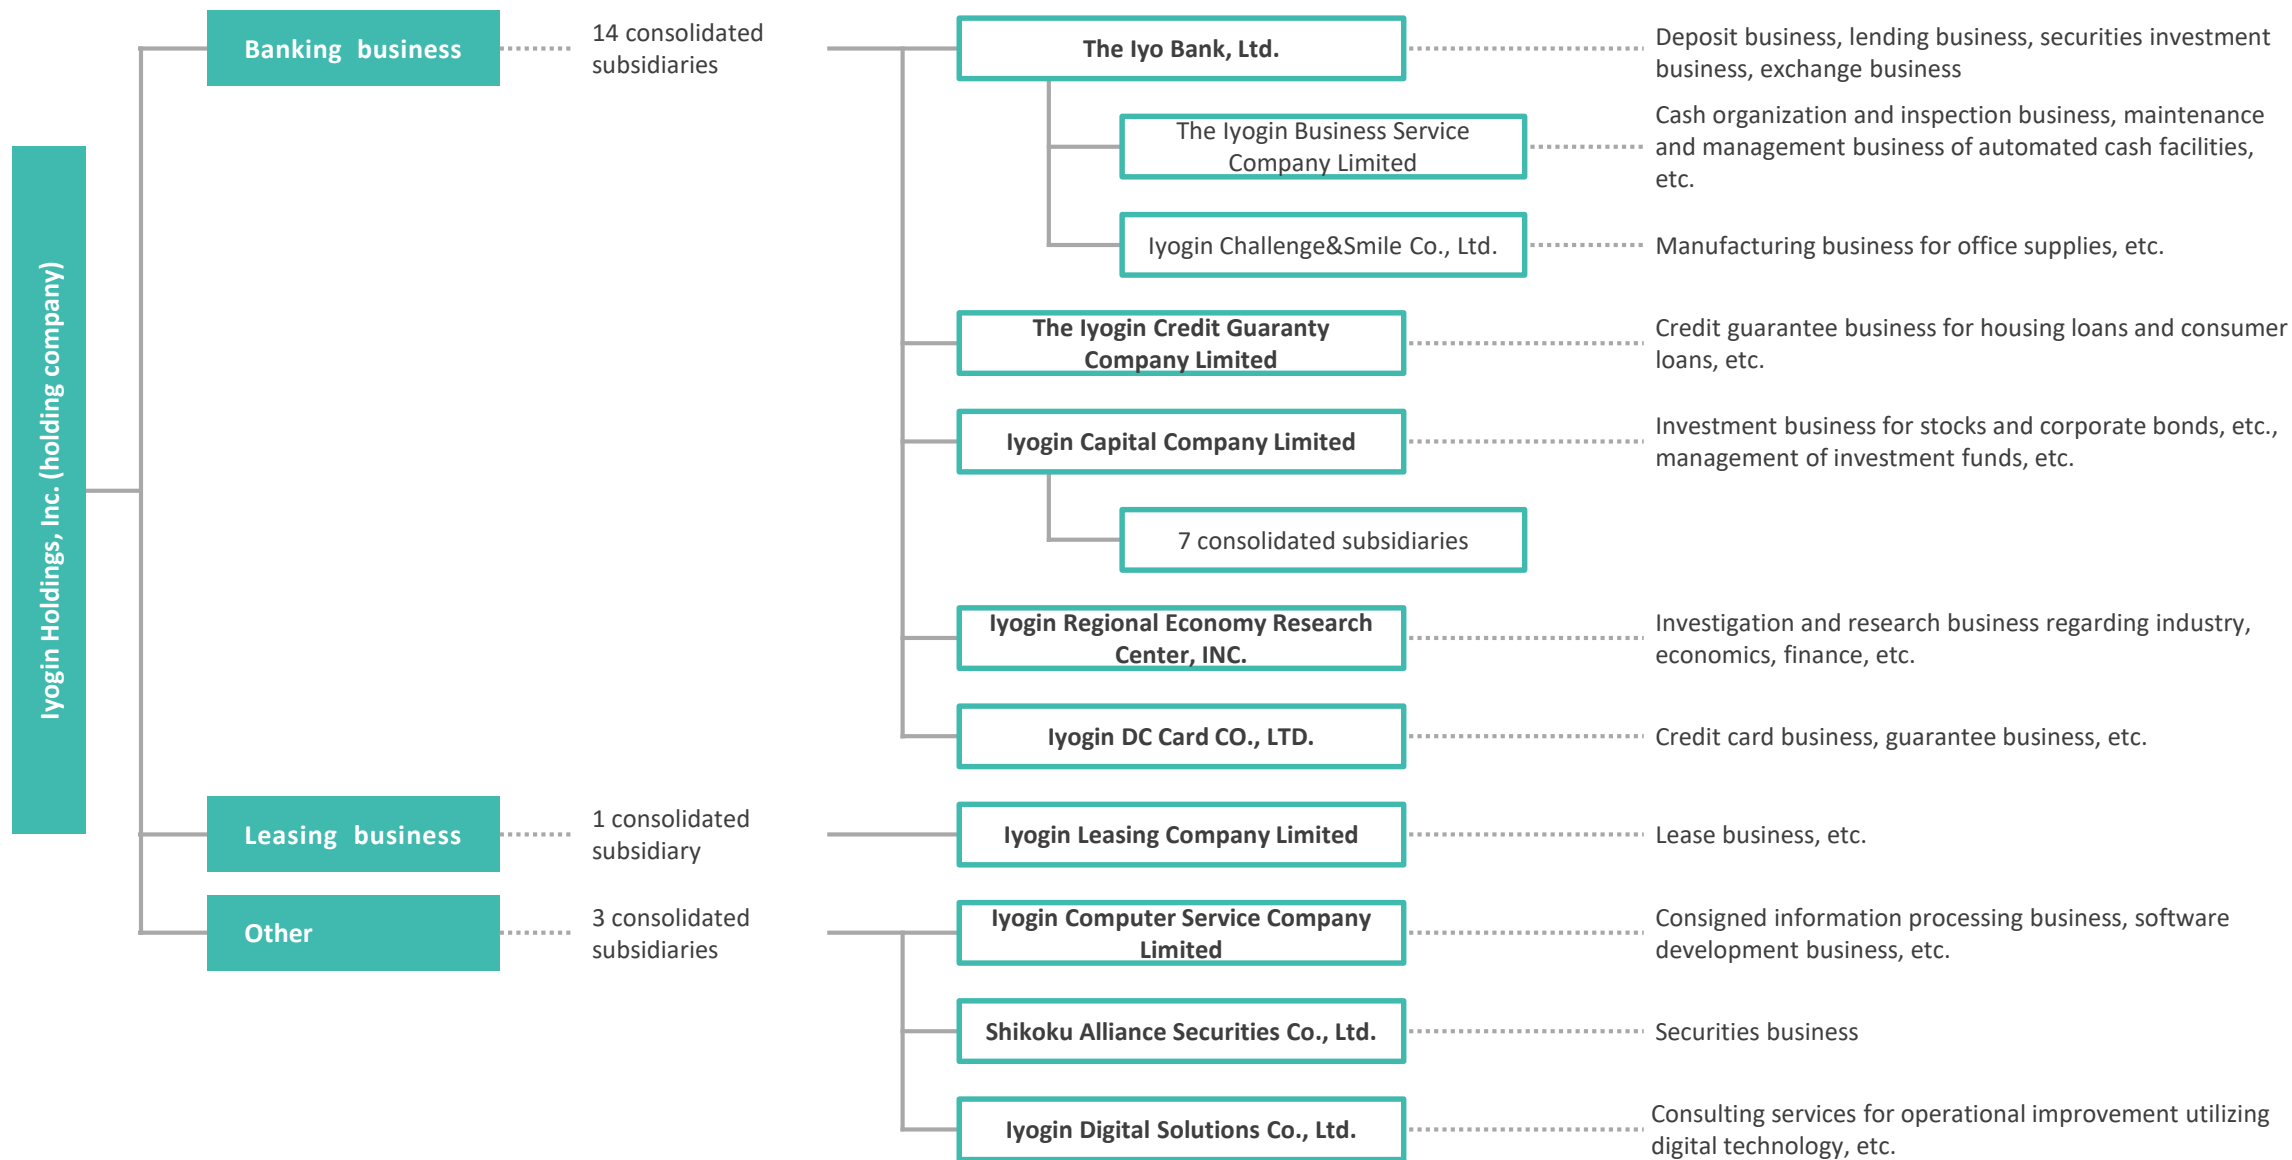 Iyogin Holdings, Inc. (holding company)
Banking business
14 consolidated
subsidiaries
The Iyo Bank, Ltd.
Deposit business, lending business, securities investment
business, exchange business
The Iyogin Business Service
Company Limited
Cash organization and inspection business, maintenance
and management business of automated cash facilities,
etc.
Iyogin Challenge&Smile Co., Ltd.
Manufacturing business for office supplies, etc.
The Iyogin Credit Guaranty
Company Limited
Credit guarantee business for housing loans and consumer
loans, etc.
Iyogin Capital Company Limited
Investment business for stocks and corporate bonds, etc.,
management of investment funds, etc.
7 consolidated subsidiaries
Iyogin Regional Economy Research
Center, INC.
Investigation and research business regarding industry,
economics, finance, etc.
Iyogin DC Card CO., LTD.
Credit card business, guarantee business, etc.
Leasing business
1 consolidated
subsidiary
Iyogin Leasing Company Limited
Lease business, etc.
Other
3 consolidated
subsidiaries
Iyogin Computer Service Company
Limited
Consigned information processing business, software
development business, etc.
Shikoku Alliance Securities Co., Ltd.
Securities business
Iyogin Digital Solutions Co., Ltd.
Consulting services for operational improvement utilizing
digital technology, etc.